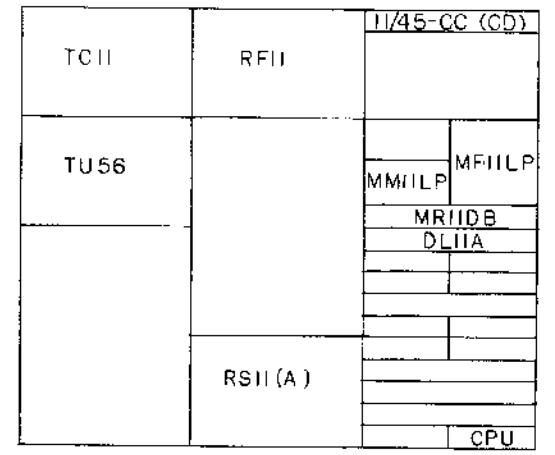 11/45-CC (CD)
TC11
RF11
TU56
MF11LP
MM11LP
MR11DB
DL11A
RS11(A)
CPU